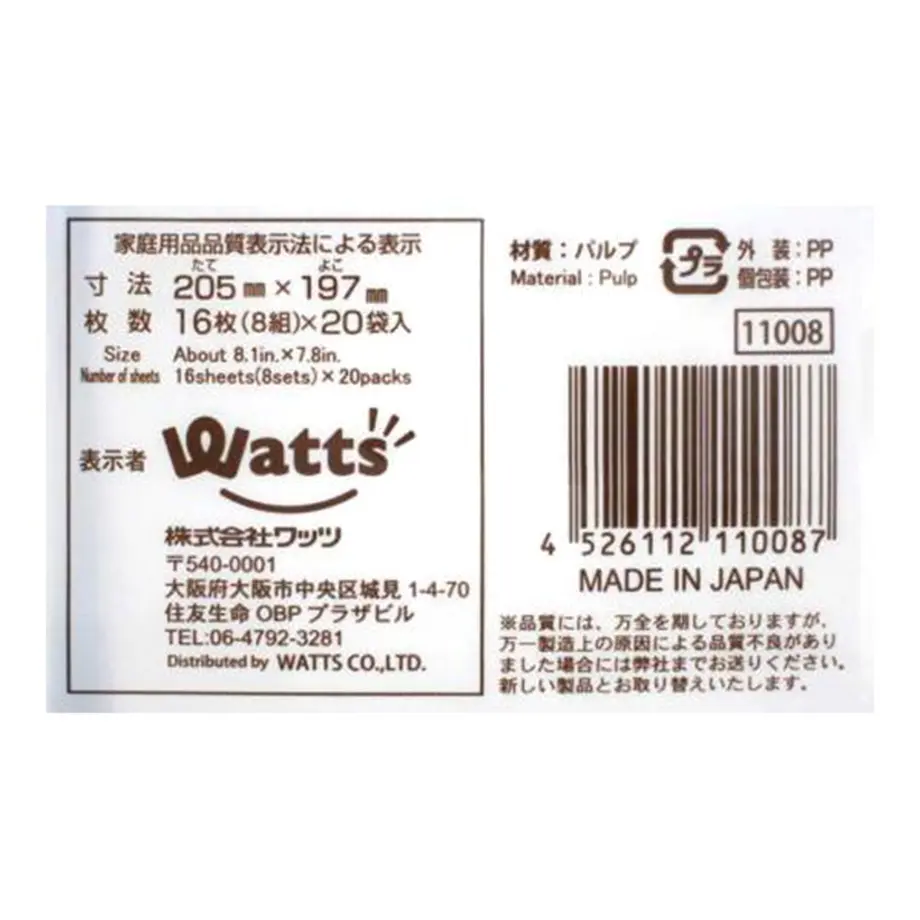 家庭用品品質表示法による表示
たて よこ
寸法 205mm×197mm
枚数 16枚(8組)×20袋入
Size About 8.1in.×7.8in.
Number of sheets 16sheets(8sets)×20packs
表示者 Watts
株式会社ワッツ
〒540-0001
大阪府大阪市中央区城見 1-4-70
住友生命 OBP プラザビル
TEL:06-4792-3281
Distributed by WATTS CO.,LTD.
材質:パルプ
Material : Pulp
プラ
外装:PP
個包装:PP
11008
4 526112 110087
MADE IN JAPAN
※品質には、万全を期しておりますが、
万一製造上の原因による品質不良があり
ました場合には弊社までお送りください。
新しい製品とお取り替えいたします。